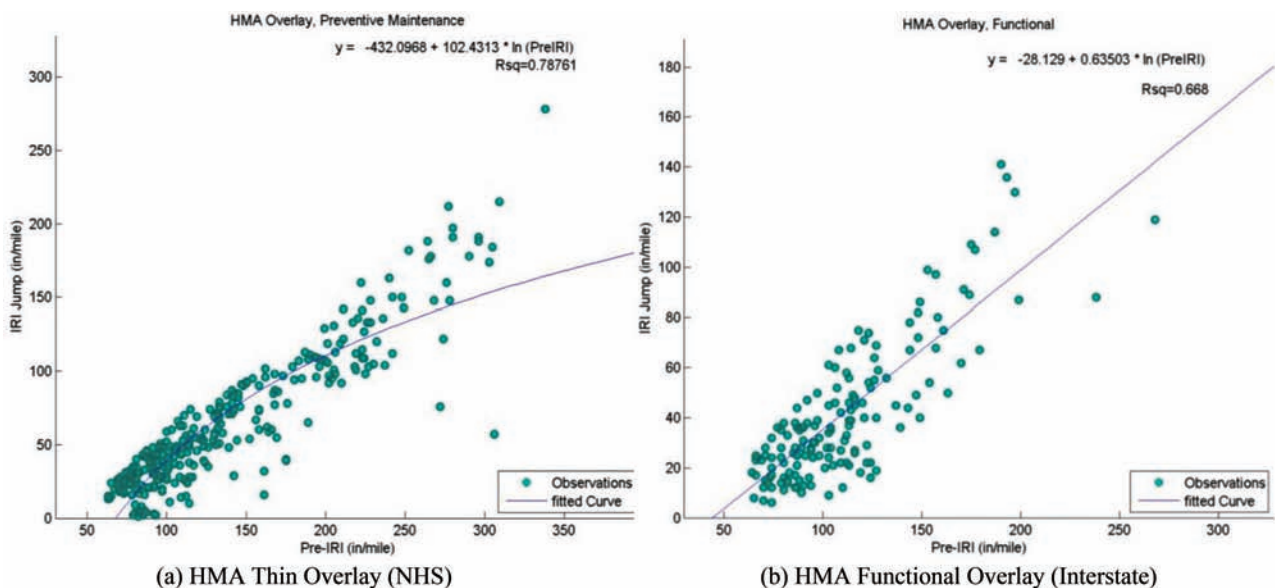 HMA Overlay, Preventive Maintenance
y = -432.0968 + 102.4313 * ln (PreIRI)
Rsq=0.78761
300
250
200
150
100
50
0
IRI Jump (in/mile)
50
100
150
200
250
300
350
Pre-IRI (in/mile)
Observations
fitted Curve
(a) HMA Thin Overlay (NHS)
HMA Overlay, Functional
y = -28.129 + 0.63503 * ln (PreIRI)
Rsq=0.668
180
160
140
120
100
80
60
40
20
0
IRI Jump (in/mile)
50
100
150
200
250
300
Pre-IRI (in/mile)
Observations
fitted Curve
(b) HMA Functional Overlay (Interstate)